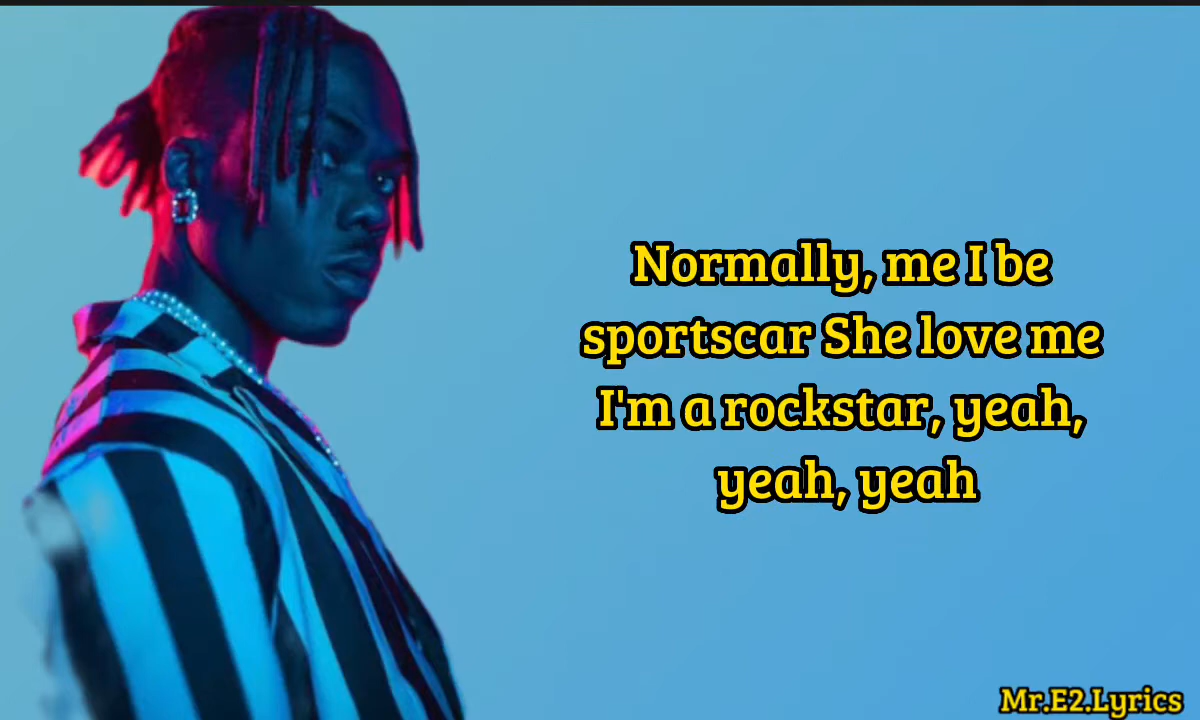 Normally, me I be
sportscar She love me
I'm a rockstar, yeah,
yeah, yeah
Mr.E2.Lyrics